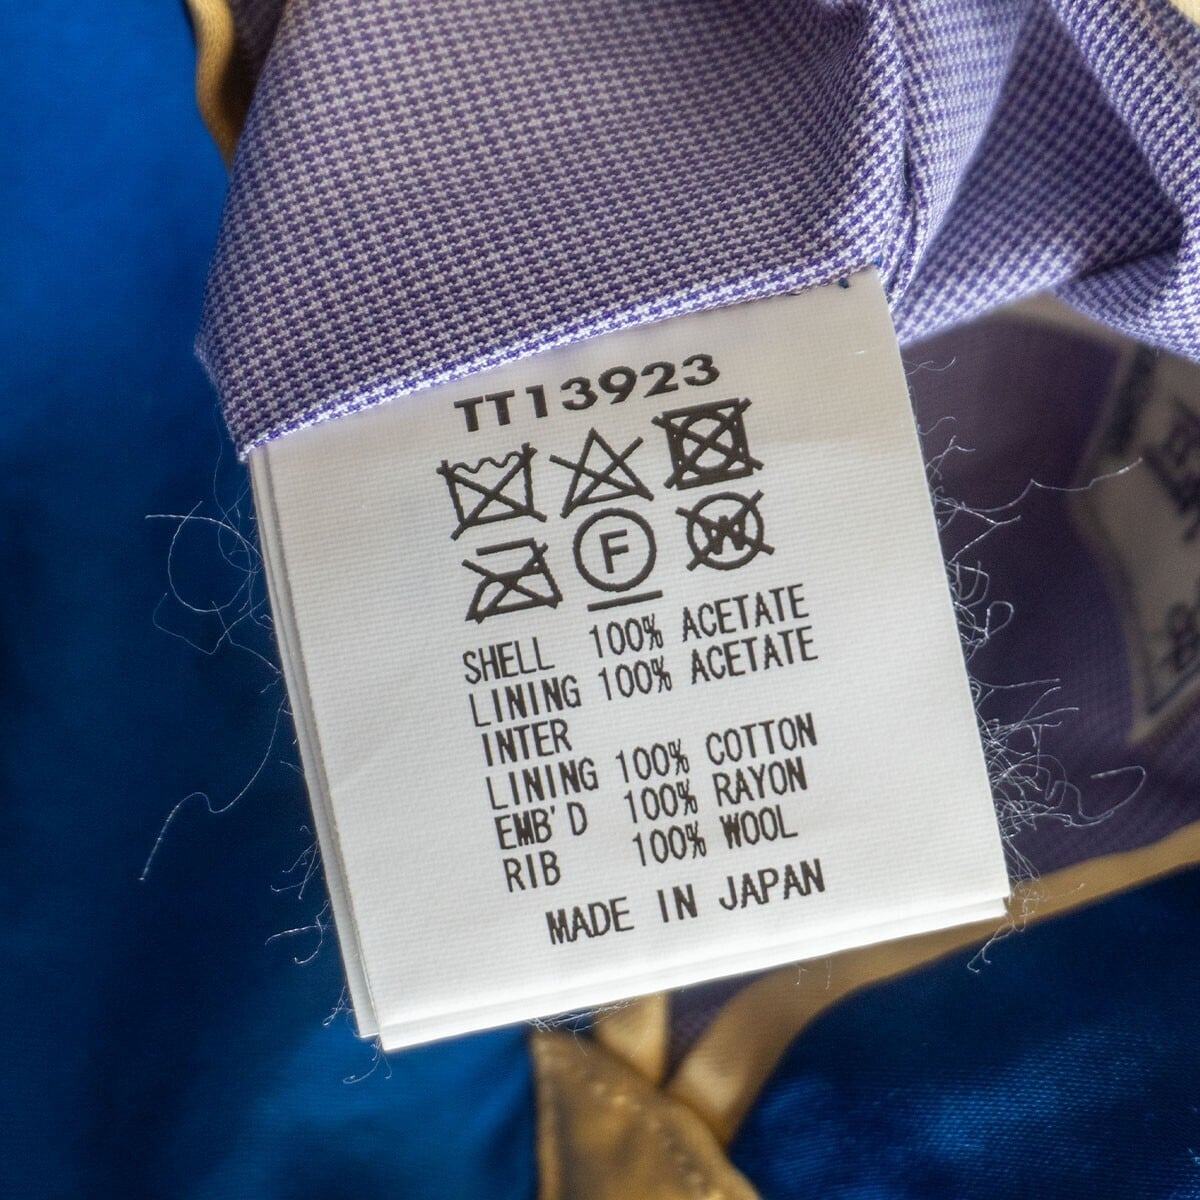 TT13923
F W
SHELL 100% ACETATE
LINING 100% ACETATE
INTER
LINING 100% COTTON
EMB'D 100% RAYON
RIB 100% WOOL
MADE IN JAPAN